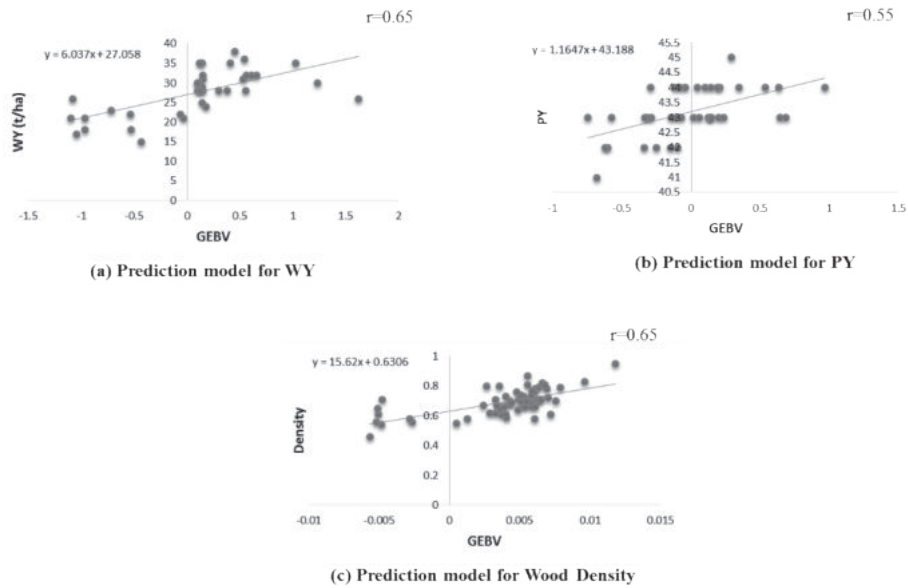 r=0.65
y = 6.037x + 27.058
40
35
30
25
20
15
10
5
0
WY (t/ha)
-1.5 -1 -0.5 0 0.5 1 1.5 2
GEBV
(a) Prediction model for WY
r=0.55
y = 1.1647x + 43.188
45.5
45
44.5
44
43.5
43
42.5
42
41.5
41
40.5
PY
-1 -0.5 0 0.5 1 1.5
GEBV
(b) Prediction model for PY
r=0.65
y = 15.62x + 0.6306
1
0.8
0.6
0.4
0.2
0
Density
-0.01 -0.005 0 0.005 0.01 0.015
GEBV
(c) Prediction model for Wood Density